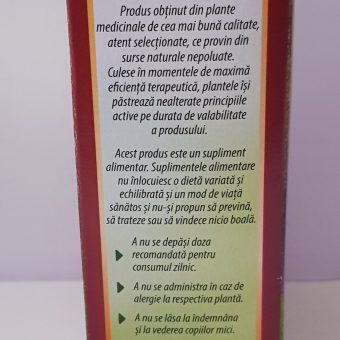 Produs obținut din plante
medicinale de cea mai bună calitate,
atent selecționate, ce provin din
surse naturale nepoluate.
Culese în momentele de maximă
eficiență terapeutică, plantele își
păstrează nealterate principiile
active pe durata de valabilitate
a produsului.
Acest produs este un supliment
alimentar. Suplimentele alimentare
nu înlocuiesc o dietă variată și
echilibrată și un mod de viață
sănătos și nu-și propun să prevină,
să trateze sau să vindece nicio boală.
A nu se depăși doza
recomandată pentru
consumul zilnic.
A nu se administra în caz de
alergie la respectiva plantă.
A nu se lăsa la îndemâna
și la vederea copiilor mici.